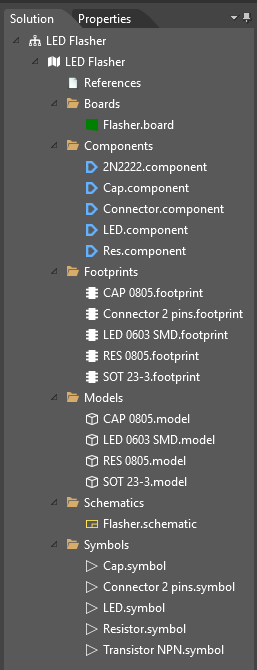 Solution Properties
LED Flasher
LED Flasher
References
Boards
Flasher.board
Components
2N2222.component
Cap.component
Connector.component
LED.component
Res.component
Footprints
CAP 0805.footprint
Connector 2 pins.footprint
LED 0603 SMD.footprint
RES 0805.footprint
SOT 23-3.footprint
Models
CAP 0805.model
LED 0603 SMD.model
RES 0805.model
SOT 23-3.model
Schematics
Flasher.schematic
Symbols
Cap.symbol
Connector 2 pins.symbol
LED.symbol
Resistor.symbol
Transistor NPN.symbol